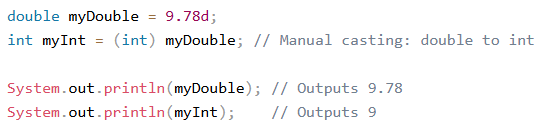 double myDouble = 9.78d;
int myInt = (int) myDouble; // Manual casting: double to int
System.out.println(myDouble); // Outputs 9.78
System.out.println(myInt);    // Outputs 9